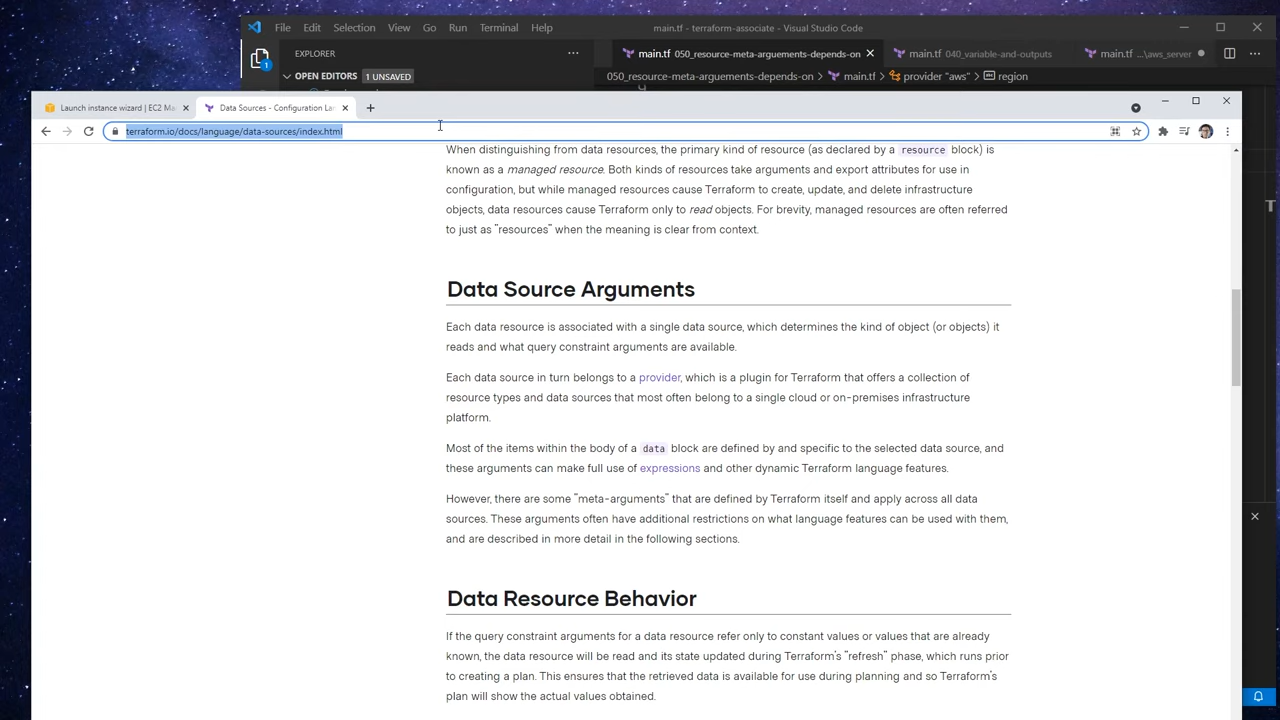 File Edit Selection View Go Run Terminal Help main.tf - terraform-associate - Visual Studio Code
EXPLORER
main.tf 050_resource-meta-arguements-depends-on
main.tf 040_variable-and-outputs
main.tf ...\aws_server
OPEN EDITORS 1 UNSAVED
050_resource-meta-arguements-depends-on > main.tf > provider "aws" > region
Launch instance wizard | EC2 Ma
Data Sources - Configuration La
terraform.io/docs/language/data-sources/index.html
When distinguishing from data resources, the primary kind of resource (as declared by a resource block) is
known as a managed resource. Both kinds of resources take arguments and export attributes for use in
configuration, but while managed resources cause Terraform to create, update, and delete infrastructure
objects, data resources cause Terraform only to read objects. For brevity, managed resources are often referred
to just as "resources" when the meaning is clear from context.
Data Source Arguments
Each data resource is associated with a single data source, which determines the kind of object (or objects) it
reads and what query constraint arguments are available.
Each data source in turn belongs to a provider, which is a plugin for Terraform that offers a collection of
resource types and data sources that most often belong to a single cloud or on-premises infrastructure
platform.
Most of the items within the body of a data block are defined by and specific to the selected data source, and
these arguments can make full use of expressions and other dynamic Terraform language features.
However, there are some "meta-arguments" that are defined by Terraform itself and apply across all data
sources. These arguments often have additional restrictions on what language features can be used with them,
and are described in more detail in the following sections.
Data Resource Behavior
If the query constraint arguments for a data resource refer only to constant values or values that are already
known, the data resource will be read and its state updated during Terraform's "refresh" phase, which runs prior
to creating a plan. This ensures that the retrieved data is available for use during planning and so Terraform's
plan will show the actual values obtained.